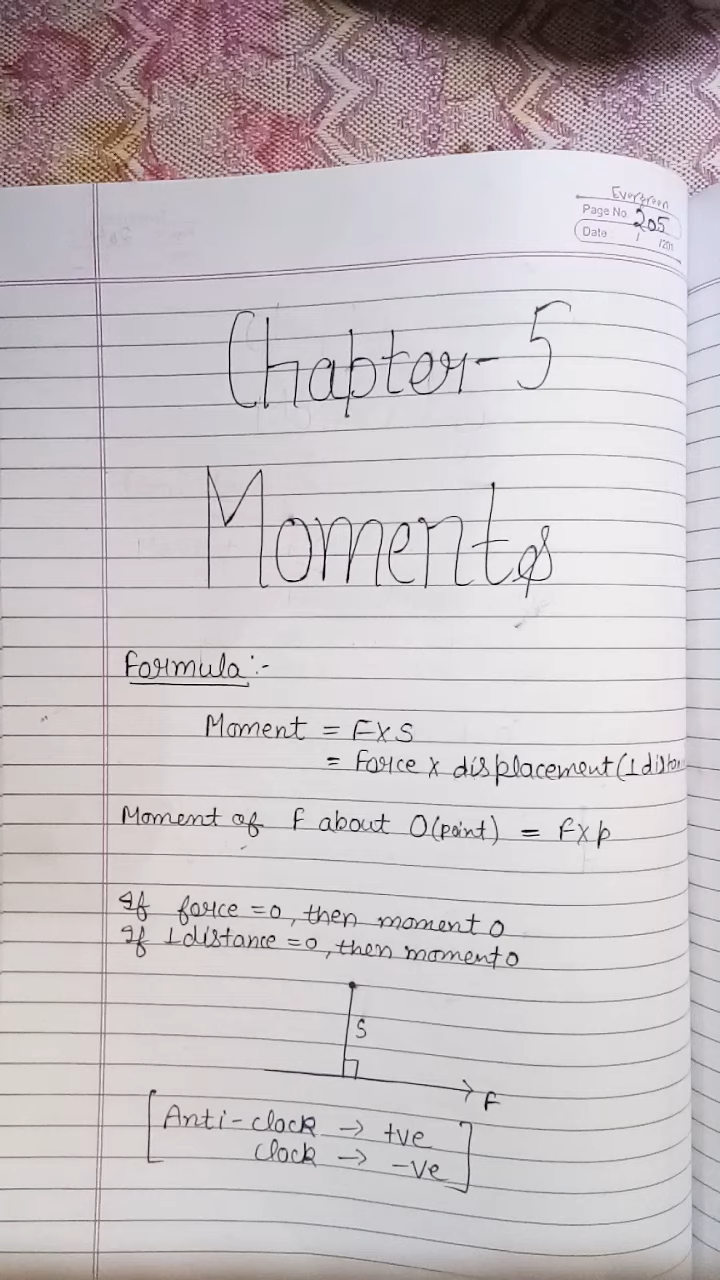 Evergreen
Page No. 205
Date / /201
Chapter-5
Moments
Formula:-
Moment = F×S
= Force × displacement (⊥
Moment of F about O(point) = F×p
If force =0, then moment 0
If ⊥distance =0, then moment 0
S
F
[Anti-clock → +ve
clock → -ve]